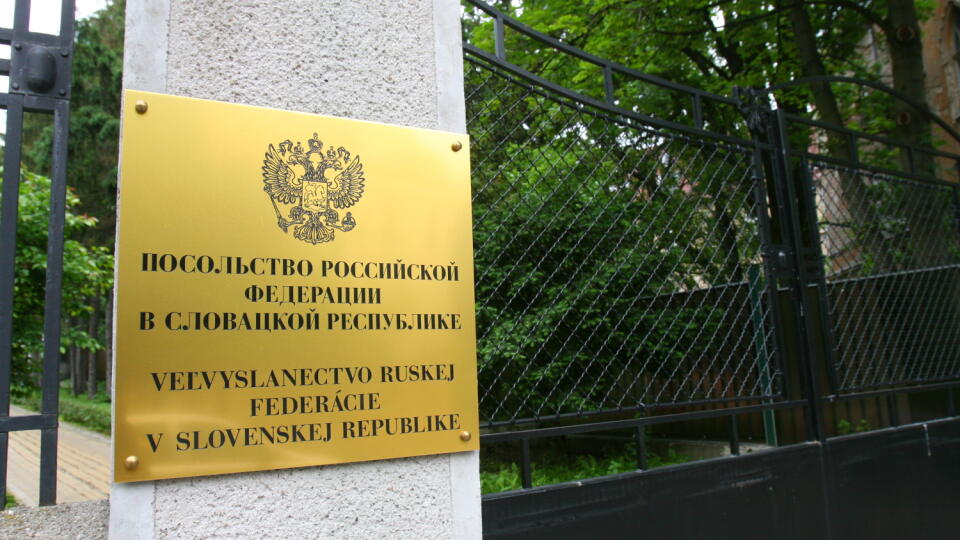 ПОСОЛЬСТВО РОССИЙСКОЙ
ФЕДЕРАЦИИ
В СЛОВАЦКОЙ РЕСПУБЛИКЕ
VEĽVYSLANECTVO RUSKEJ
FEDERÁCIE
V SLOVENSKEJ REPUBLIKE